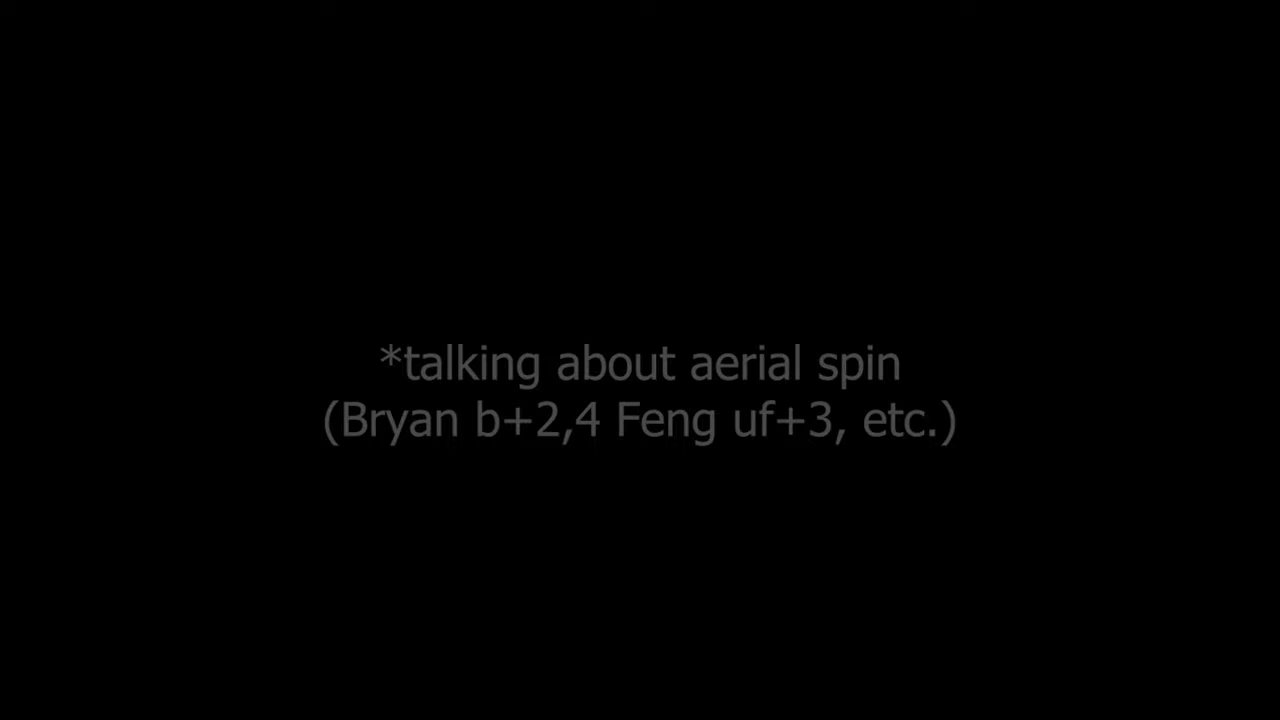 *talking about aerial spin
(Bryan b+2,4 Feng uf+3, etc.)